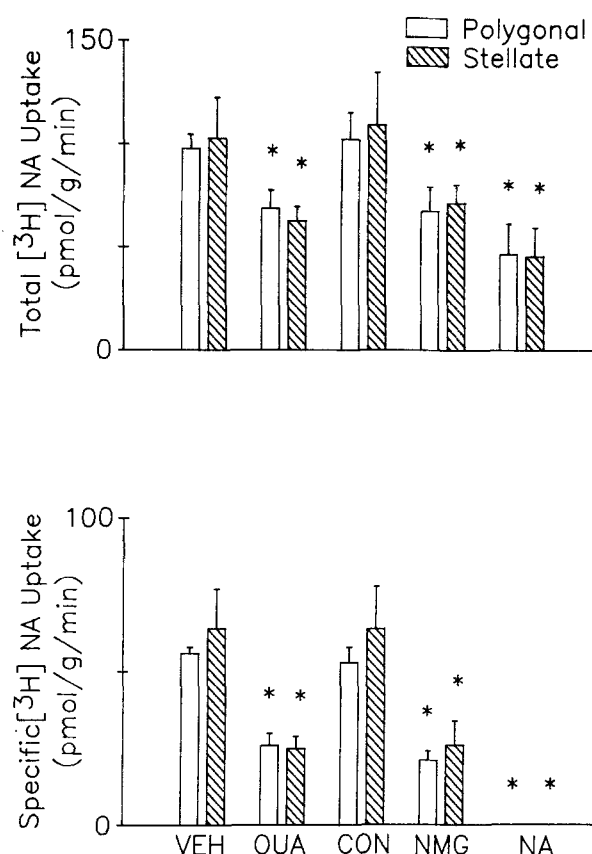 150
Polygonal
Stellate
Total [3H] NA Uptake
(pmol/g/min)
* * * * * *
0
100
Specific[3H] NA Uptake
(pmol/g/min)
* * * * * *
0
VEH OUA CON NMG NA